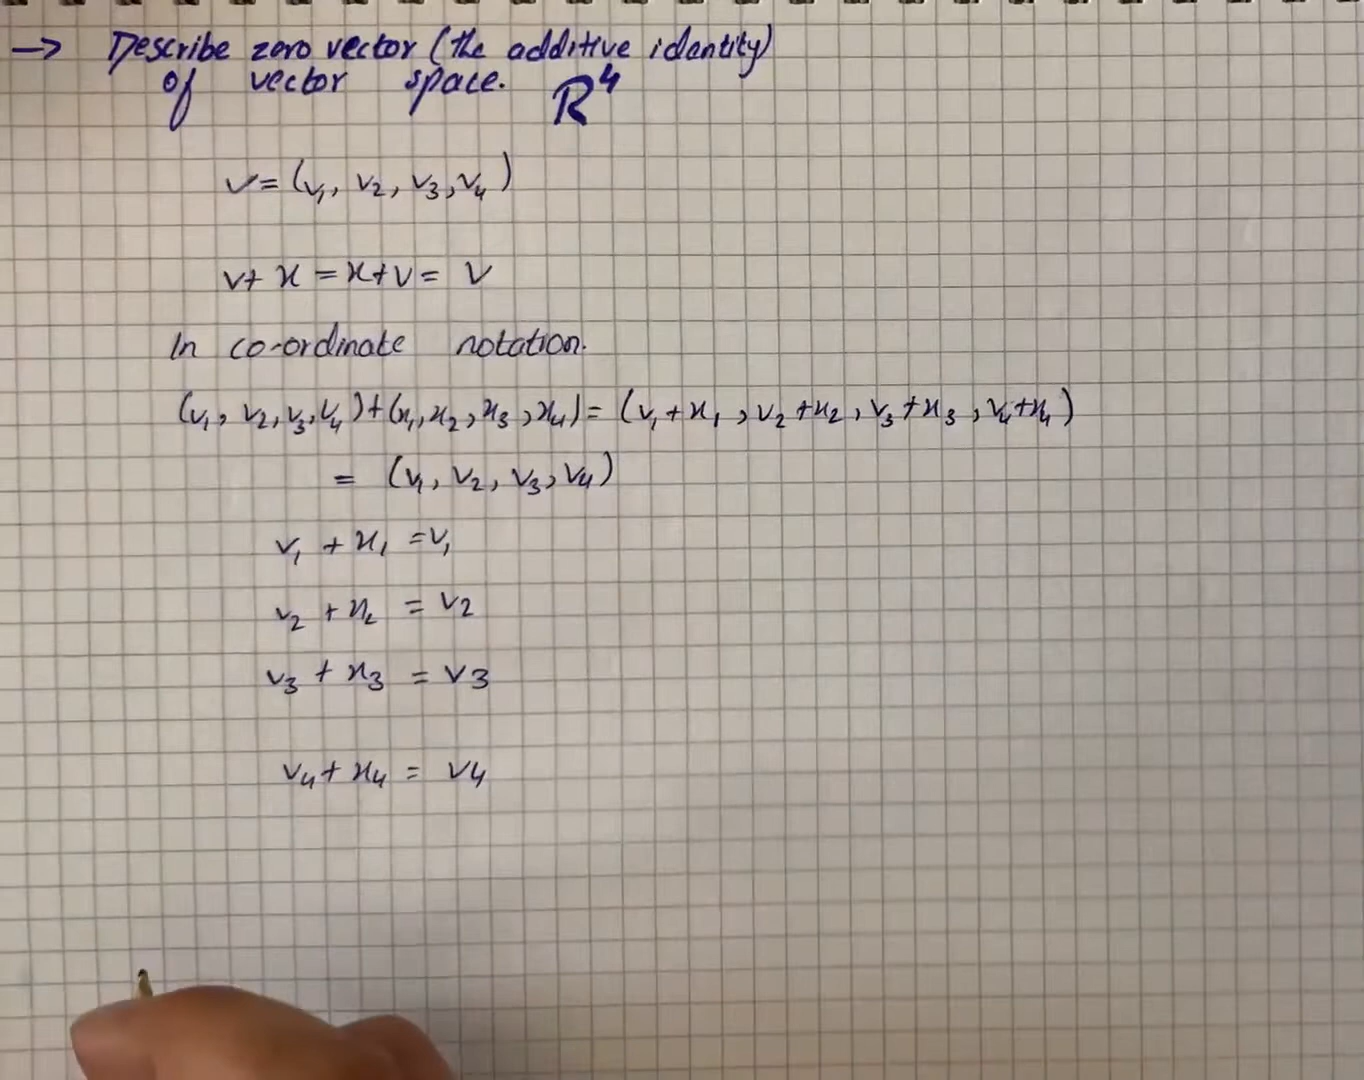 → Describe zero vector (the additive identity)
of vector space. R⁴
v = (v₁, v₂, v₃, v₄)
v + x = x + v = v
In co-ordinate notation.
(v₁, v₂, v₃, v₄) + (x₁, x₂, x₃, x₄) = (v₁ + x₁, v₂ + x₂, v₃ + x₃, v₄ + x₄)
= (v₁, v₂, v₃, v₄)
v₁ + x₁ = v₁
v₂ + x₂ = v₂
v₃ + x₃ = v₃
v₄ + x₄ = v₄